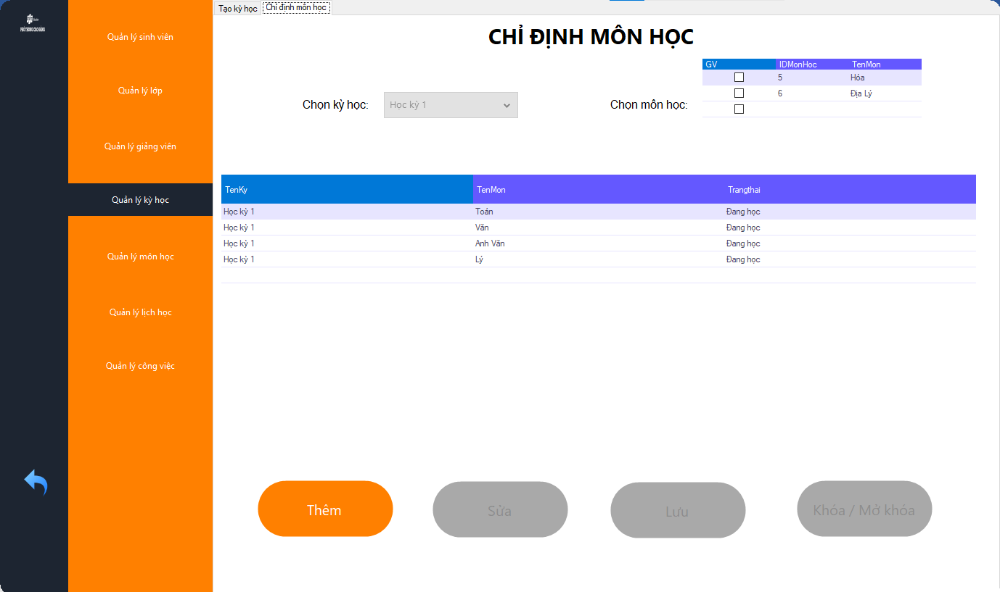 PHỔ THÔNG CAO ĐẲNG
Quản lý sinh viên
Quản lý lớp
Quản lý giảng viên
Quản lý kỳ học
Quản lý môn học
Quản lý lịch học
Quản lý công việc
Tạo kỳ học
Chỉ định môn học
CHỈ ĐỊNH MÔN HỌC
Chọn kỳ học:
Học kỳ 1
Chọn môn học:
GV IDMonHoc TenMon
5 Hóa
6 Địa Lý
TenKy TenMon Trangthai
Học kỳ 1 Toán Đang học
Học kỳ 1 Văn Đang học
Học kỳ 1 Anh Văn Đang học
Học kỳ 1 Lý Đang học
Thêm
Sửa
Lưu
Khóa / Mở khóa